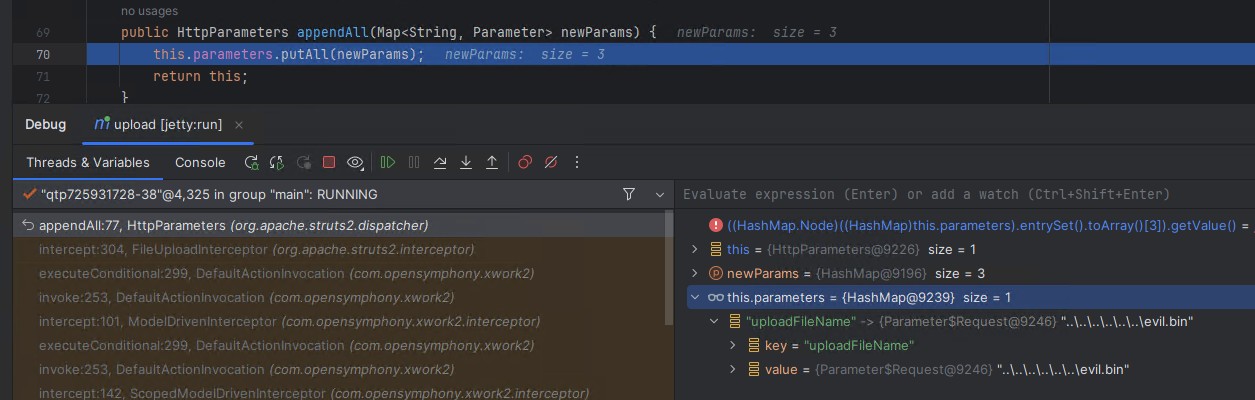 no usages
69 public HttpParameters appendAll(Map<String, Parameter> newParams) { newParams: size = 3
70 this.parameters.putAll(newParams); newParams: size = 3
71 return this;
72 }
Debug upload [jetty:run]
Threads & Variables Console
"qtp725931728-38"@4,325 in group "main": RUNNING
appendAll:77, HttpParameters (org.apache.struts2.dispatcher)
intercept:304, FileUploadInterceptor (org.apache.struts2.interceptor)
executeConditional:299, DefaultActionInvocation (com.opensymphony.xwork2)
invoke:253, DefaultActionInvocation (com.opensymphony.xwork2)
intercept:101, ModelDrivenInterceptor (com.opensymphony.xwork2.interceptor)
executeConditional:299, DefaultActionInvocation (com.opensymphony.xwork2)
invoke:253, DefaultActionInvocation (com.opensymphony.xwork2)
intercept:142, ScopedModelDrivenInterceptor (com.opensymphony.xwork2.interceptor)
Evaluate expression (Enter) or add a watch (Ctrl+Shift+Enter)
((HashMap.Node)((HashMap)this.parameters).entrySet().toArray()[3]).getValue() =
this = {HttpParameters@9226} size = 1
newParams = {HashMap@9196} size = 3
this.parameters = {HashMap@9239} size = 1
"uploadFileName" -> {Parameter$Request@9246} "..\..\..\..\..\..\evil.bin"
key = "uploadFileName"
value = {Parameter$Request@9246} "..\..\..\..\..\..\evil.bin"